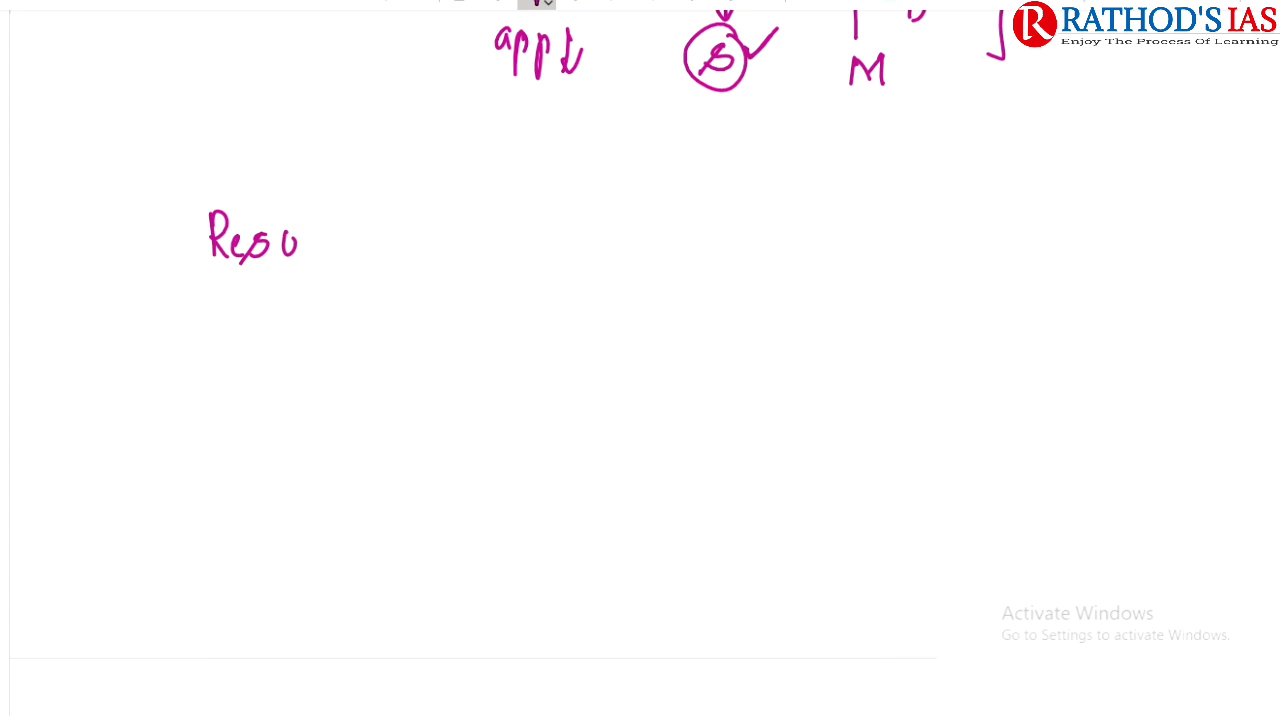 RATHOD'S IAS
Enjoy The Process Of Learning
appt
S
M
Reso
Activate Windows
Go to Settings to activate Windows.